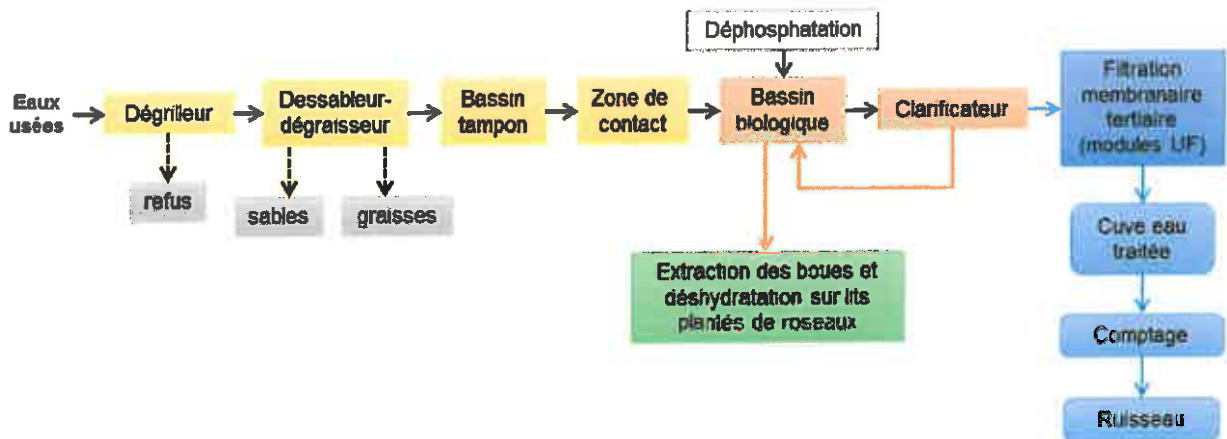 Déphosphatation
Eaux
usées
Dégrilleur
Dessableur-
dégraisseur
Bassin
tampon
Zone de
contact
Bassin
biologique
Clarificateur
Filtration
membranaire
tertiaire
(modules UF)
refus
sables
graisses
Extraction des boues et
déshydratation sur lits
plantés de roseaux
Cuve eau
traitée
Comptage
Ruisseau